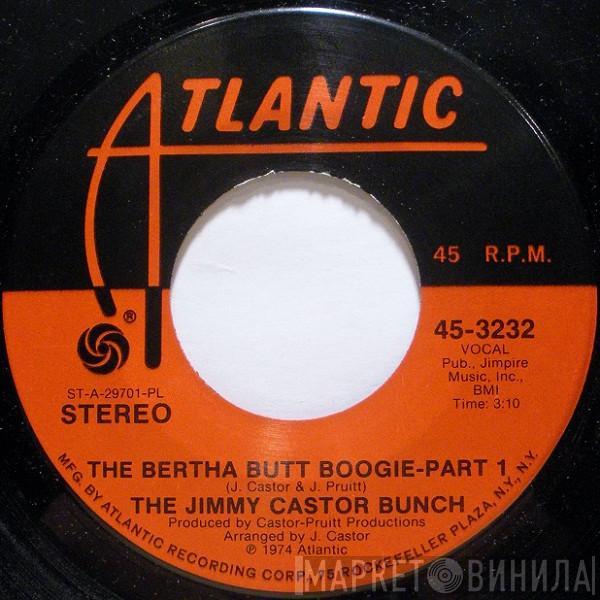 ATLANTIC
45 R.P.M.
®
45-3232
VOCAL
Pub., Jimpire
Music, Inc.,
BMI
Time: 3:10
ST-A-29701-PL
STEREO
THE BERTHA BUTT BOOGIE-PART 1
(J. Castor & J. Pruitt)
THE JIMMY CASTOR BUNCH
Produced by Castor-Pruitt Productions
Arranged by J. Castor
℗ 1974 Atlantic
MFG. BY ATLANTIC RECORDING CORP., 75 ROCKEFELLER PLAZA, N.Y., N.Y.
МАРКЕТ ВИНИЛА